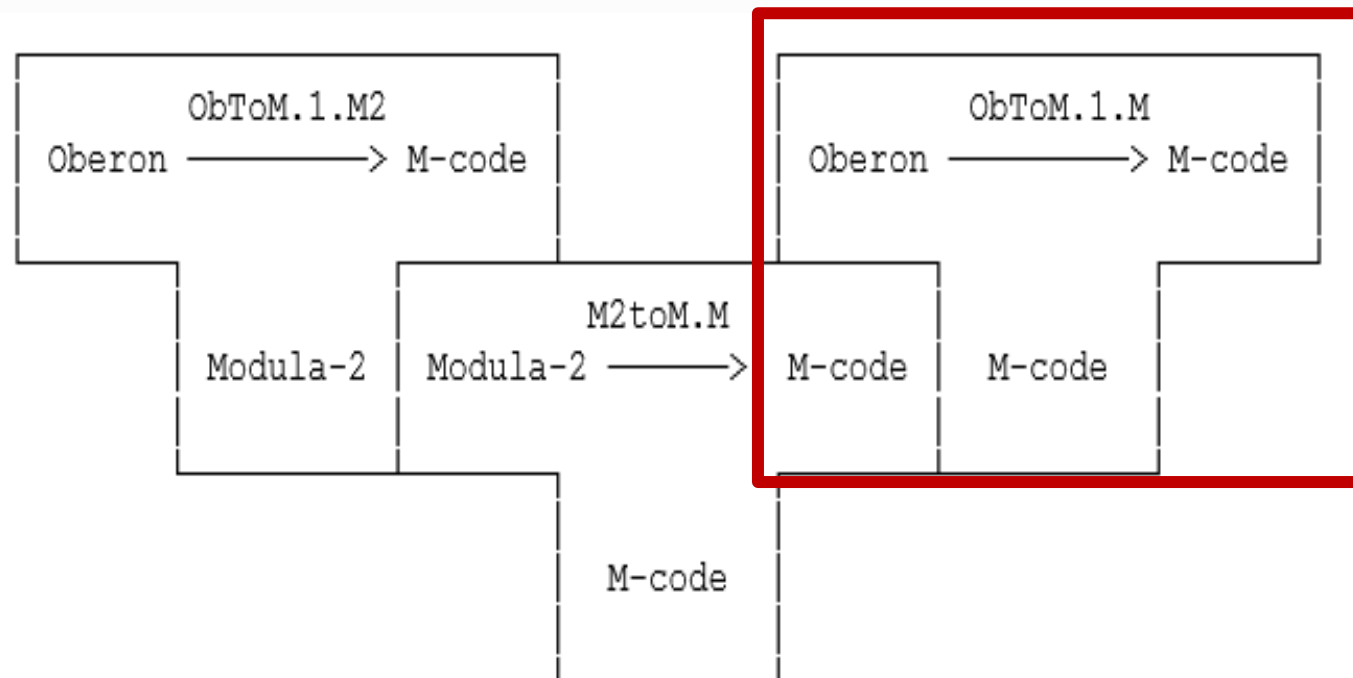 ObToM.1.M2 ObToM.1.M
Oberon M-code Oberon M-code
M2toM.M
Modula-2 Modula-2 M-code M-code
M-code